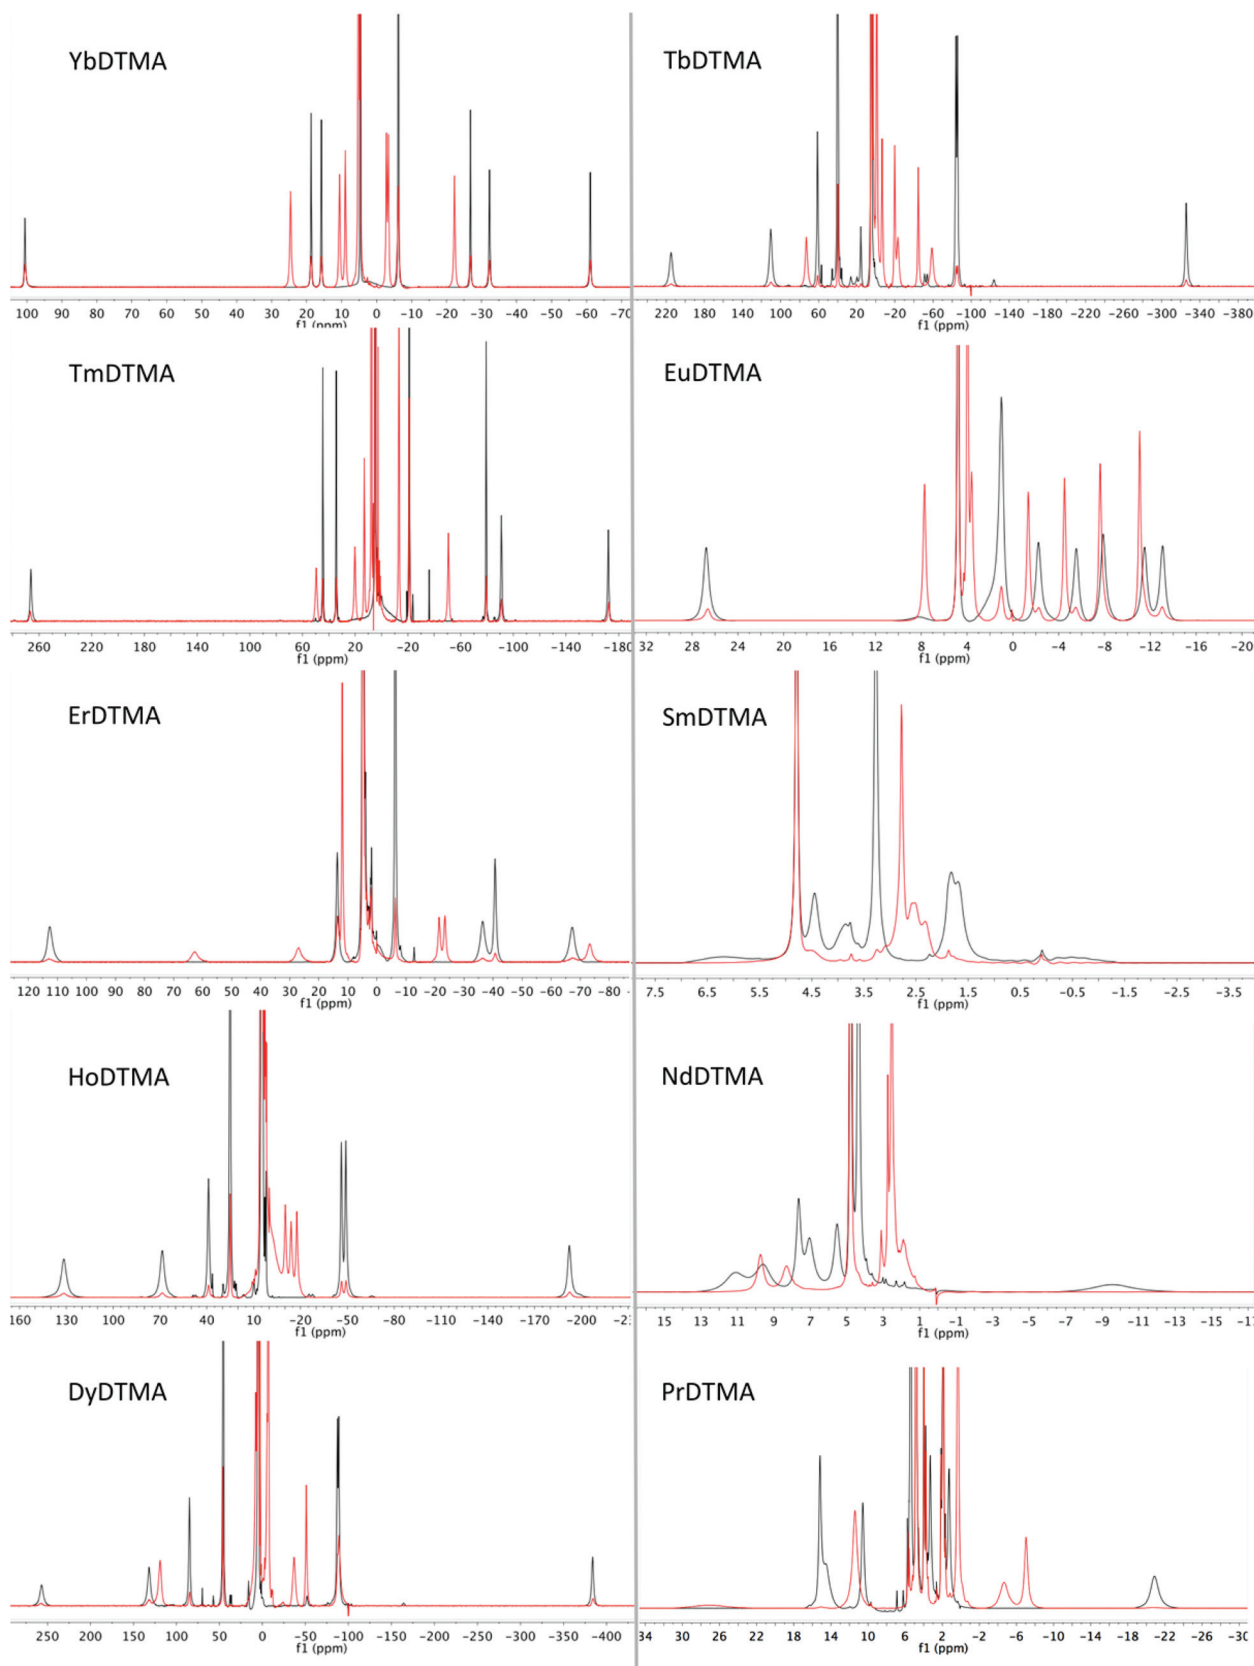 YbDTMA
100 90 80 70 60 50 40 30 20 10 0 -10 -20 -30 -40 -50 -60 -70
f1 (ppm)
TbDTMA
220 180 140 100 60 20 -20 -60 -100 -140 -180 -220 -260 -300 -340 -380
f1 (ppm)
TmDTMA
260 220 180 140 100 60 20 -20 -60 -100 -140 -180
f1 (ppm)
EuDTMA
32 28 24 20 16 12 8 4 0 -4 -8 -12 -16 -20
f1 (ppm)
ErDTMA
120 110 100 90 80 70 60 50 40 30 20 10 0 -10 -20 -30 -40 -50 -60 -70 -80
f1 (ppm)
SmDTMA
7.5 6.5 5.5 4.5 3.5 2.5 1.5 0.5 -0.5 -1.5 -2.5 -3.5
f1 (ppm)
HoDTMA
160 130 100 70 40 10 -20 -50 -80 -110 -140 -170 -200
f1 (ppm)
NdDTMA
15 13 11 9 7 5 3 1 -1 -3 -5 -7 -9 -11 -13 -15 -17
f1 (ppm)
DyDTMA
250 200 150 100 50 0 -50 -100 -150 -200 -250 -300 -350 -400
f1 (ppm)
PrDTMA
34 30 26 22 18 14 10 6 2 -2 -6 -10 -14 -18 -22 -26
f1 (ppm)